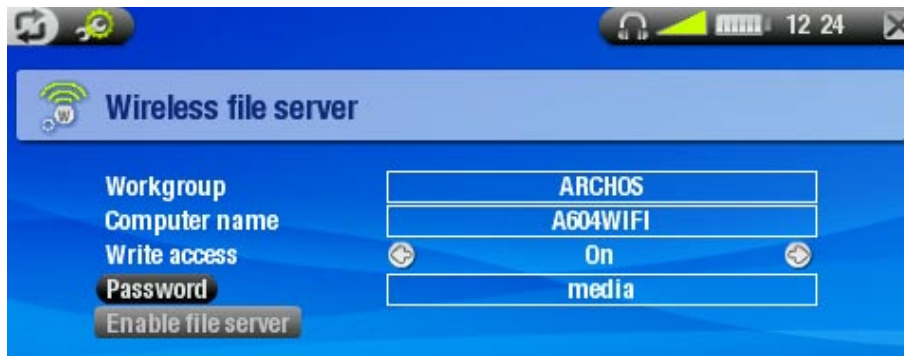 12 24
Wireless file server
Workgroup ARCHOS
Computer name A604WIFI
Write access On
Password media
Enable file server